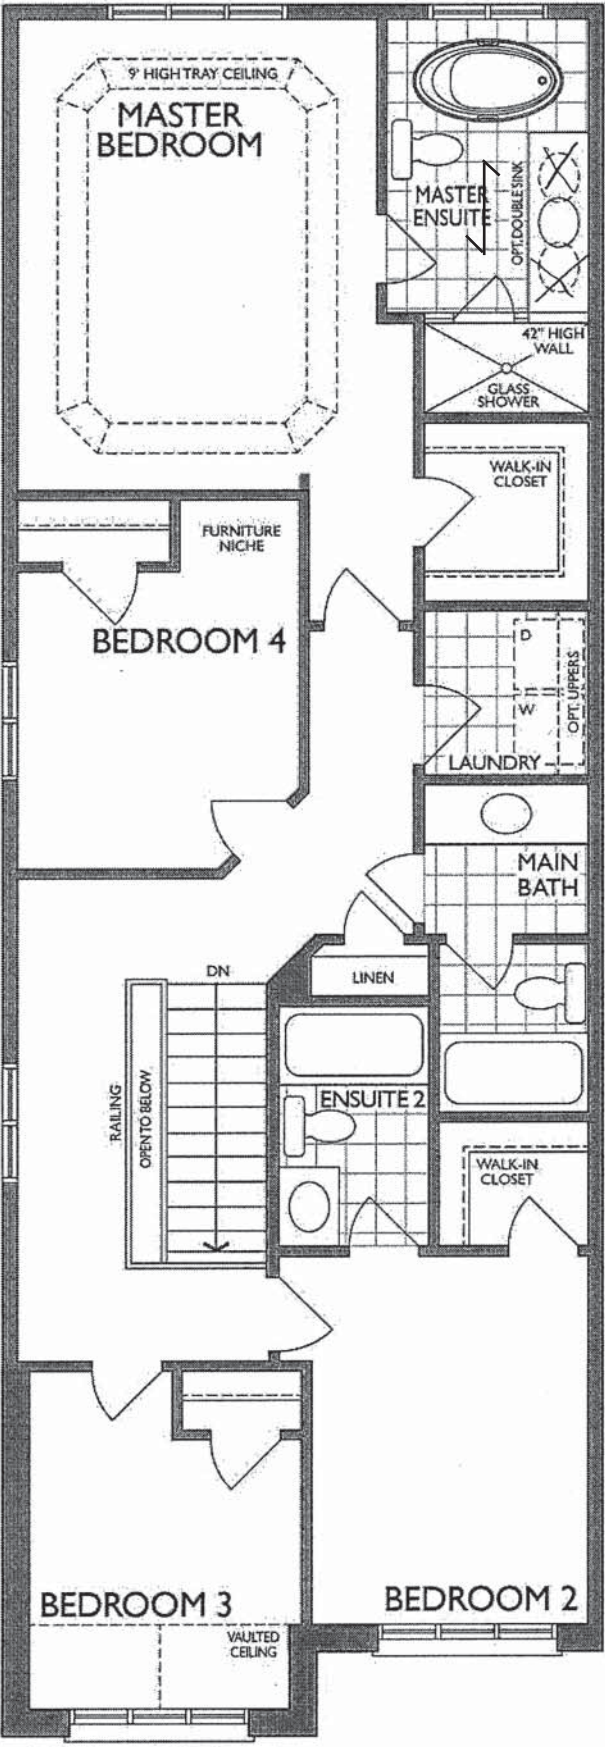 9' HIGH TRAY CEILING
MASTER
BEDROOM
MASTER
ENSUITE
OPT. DOUBLE SINK
42" HIGH
WALL
GLASS
SHOWER
WALK-IN
CLOSET
FURNITURE
NICHE
BEDROOM 4
D
W
OPT. UPPERS
LAUNDRY
MAIN
BATH
LINEN
DN
RAILING
OPEN TO BELOW
ENSUITE 2
WALK-IN
CLOSET
BEDROOM 3
VAULTED
CEILING
BEDROOM 2